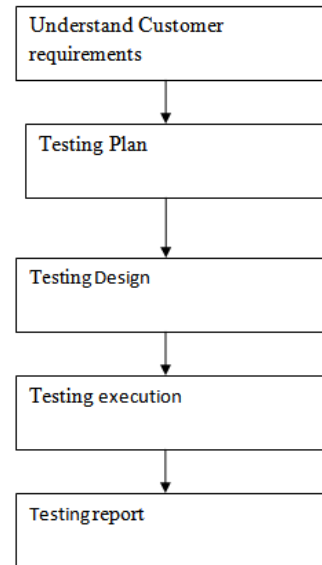 Understand Customer
requirements
Testing Plan
Testing Design
Testing execution
Testing report